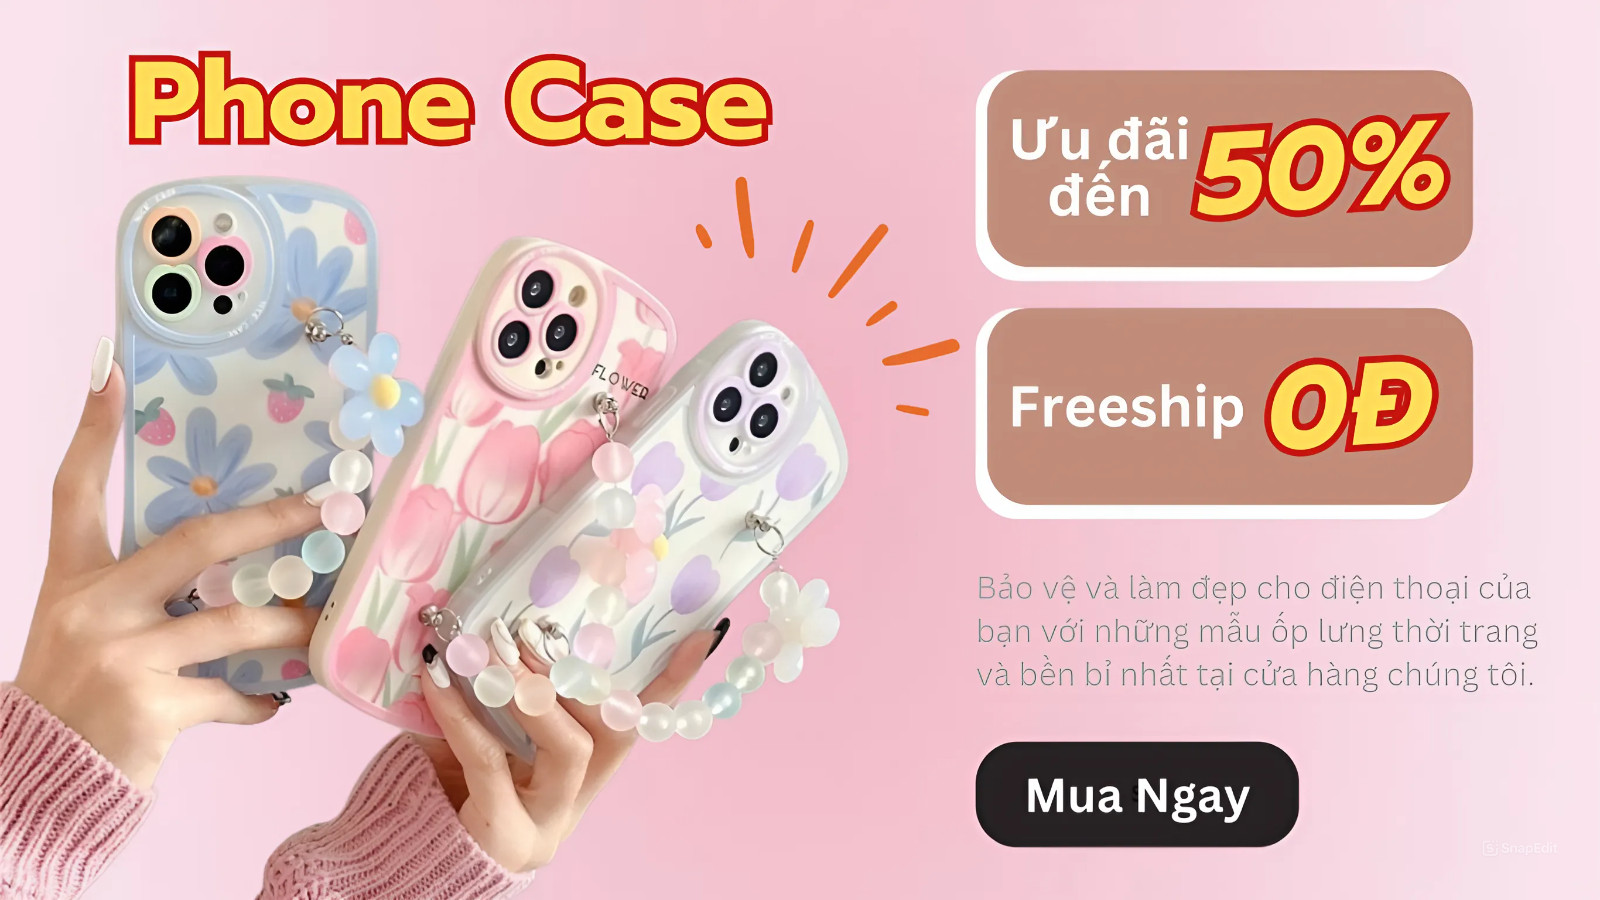 Phone Case
Ưu đãi
đến
50%
Freeship
0Đ
FLOWER
Bảo vệ và làm đẹp cho điện thoại của
bạn với những mẫu ốp lưng thời trang
và bền bỉ nhất tại cửa hàng chúng tôi.
Mua Ngay
SnapEdit